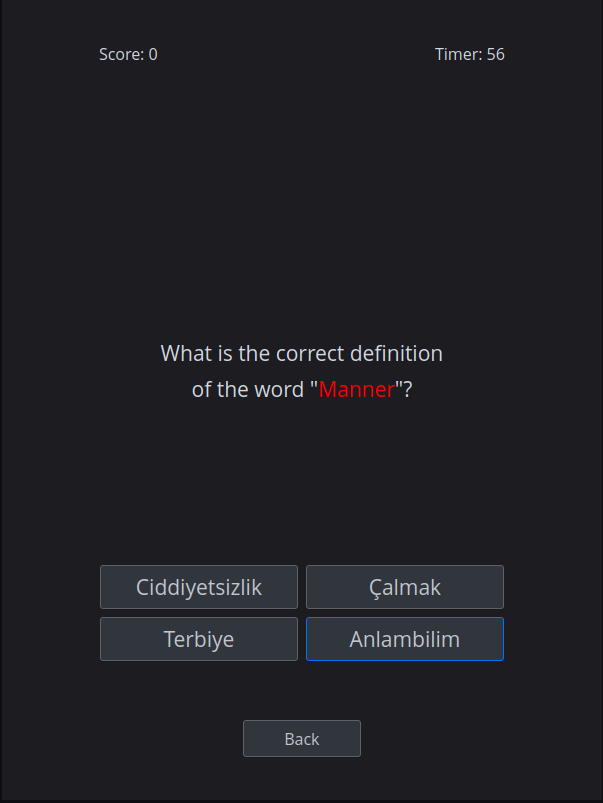 Score: 0
Timer: 56
What is the correct definition
of the word "Manner"?
Ciddiyetsizlik
Çalmak
Terbiye
Anlambilim
Back